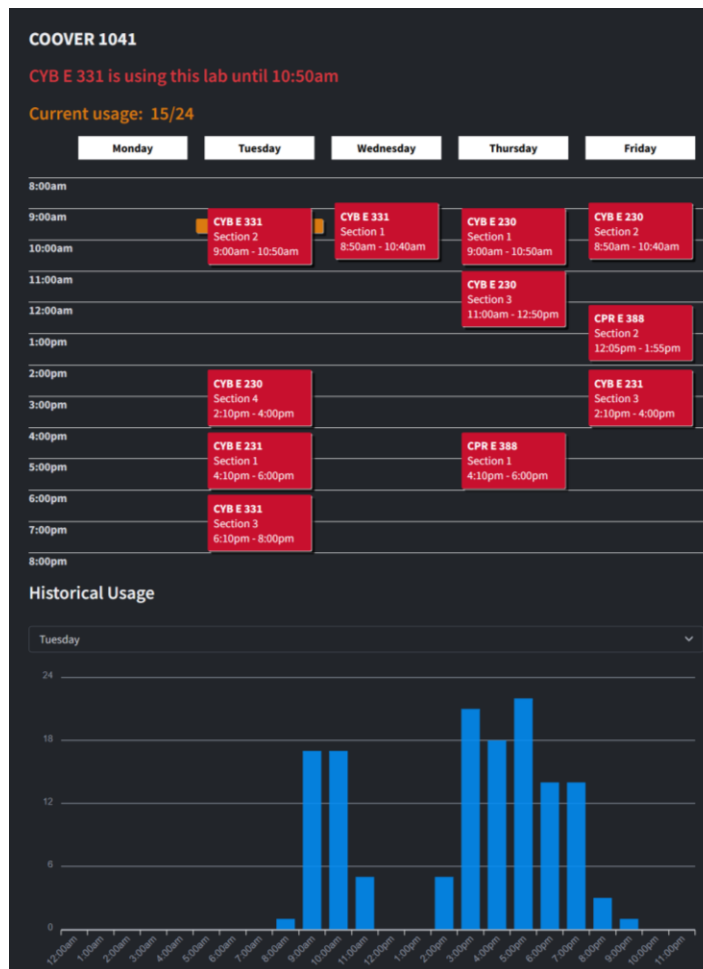 COOVER 1041
CYB E 331 is using this lab until 10:50am
Current usage: 15/24
Monday Tuesday Wednesday Thursday Friday
8:00am
9:00am
10:00am
11:00am
12:00am
1:00pm
2:00pm
3:00pm
4:00pm
5:00pm
6:00pm
7:00pm
8:00pm
CYB E 331
Section 2
9:00am - 10:50am
CYB E 230
Section 4
2:10pm - 4:00pm
CYB E 231
Section 1
4:10pm - 6:00pm
CYB E 331
Section 3
6:10pm - 8:00pm
CYB E 331
Section 1
8:50am - 10:40am
CYB E 230
Section 1
9:00am - 10:50am
CYB E 230
Section 3
11:00am - 12:50pm
CPR E 388
Section 1
4:10pm - 6:00pm
CYB E 230
Section 2
8:50am - 10:40am
CPR E 388
Section 2
12:05pm - 1:55pm
CYB E 231
Section 3
2:10pm - 4:00pm
Historical Usage
Tuesday
24
18
12
6
0
12:00am 1:00am 2:00am 3:00am 4:00am 5:00am 6:00am 7:00am 8:00am 9:00am 10:00am 11:00am 12:00pm 1:00pm 2:00pm 3:00pm 4:00pm 5:00pm 6:00pm 7:00pm 8:00pm 9:00pm 10:00pm 11:00pm